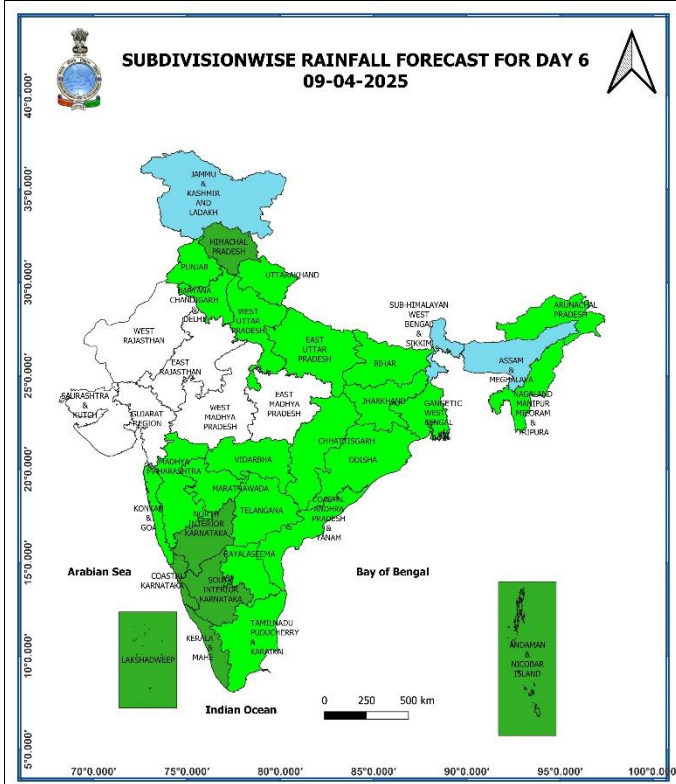 SUBDIVISIONWISE RAINFALL FORECAST FOR DAY 6
09-04-2025
40°0.000'
35°0.000'
30°0.000'
25°0.000'
20°0.000'
15°0.000'
10°0.000'
5°0.000'
JAMMU
&
KASHMIR
AND
LADAKH
HIMACHAL
PRADESH
PUNJAB
UTTARAKHAND
HARYANA
CHANDIGARH
&
DELHI
WEST
UTTAR
PRADESH
WEST
RAJASTHAN
EAST
RAJASTHAN
EAST
UTTAR
PRADESH
SUB-HIMALAYAN
WEST
BENGAL
&
SIKKIM
ARUNACHAL
PRADESH
BIHAR
ASSAM
&
MEGHALAYA
NAGALAND
MANIPUR
MIZORAM
&
TRIPURA
SAURASHTRA
&
KUTCH
GUJARAT
REGION
WEST
MADHYA
PRADESH
EAST
MADHYA
PRADESH
JHARKHAND
GANGETIC
WEST
BENGAL
CHHATTISGARH
ODISHA
VIDARBHA
MADHYA
MAHARASHTRA
MARATHAWADA
KONKAN
&
GOA
NORTH
INTERIOR
KARNATAKA
TELANGANA
COASTAL
ANDHRA
PRADESH
&
YANAM
RAYALASEEMA
Arabian Sea
COASTAL
KARNATAKA
SOUTH
INTERIOR
KARNATAKA
Bay of Bengal
KERALA
&
MAHE
TAMILNADU
PUDUCHERRY
&
KARAIKAL
LAKSHADWEEP
ANDAMAN
&
NICOBAR
ISLAND
Indian Ocean
0 250 500 km
70°0.000' 75°0.000' 80°0.000' 85°0.000' 90°0.000' 95°0.000' 100°0.000'